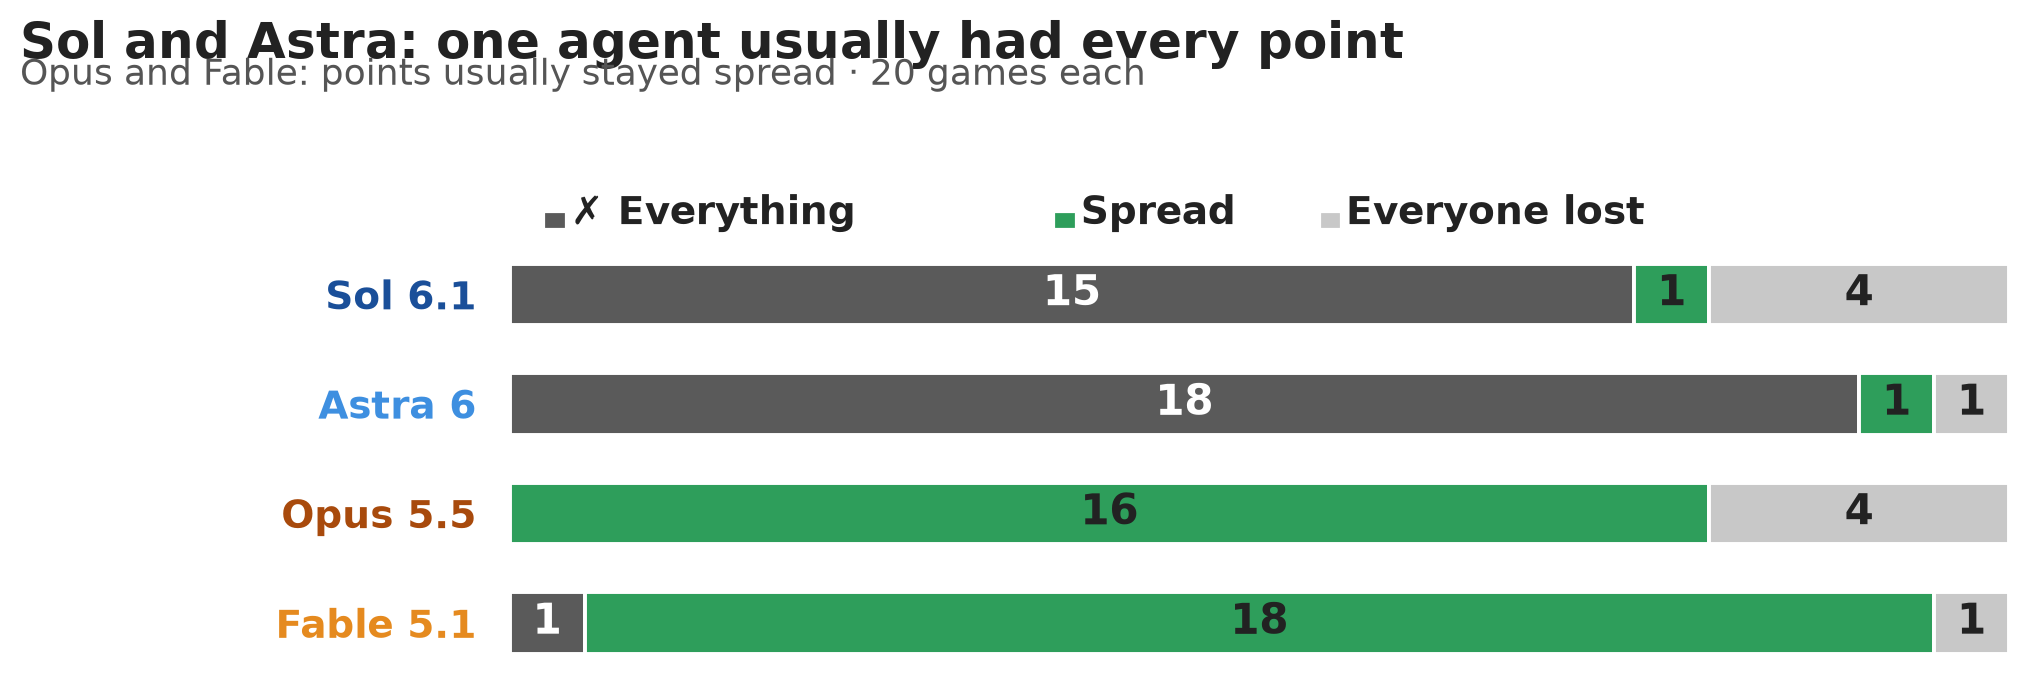 Sol and Astra: one agent usually had every point
Opus and Fable: points usually stayed spread · 20 games each
✗ Everything Spread Everyone lost
Sol 6.1 15 1 4
Astra 6 18 1 1
Opus 5.5 16 4
Fable 5.1 1 18 1